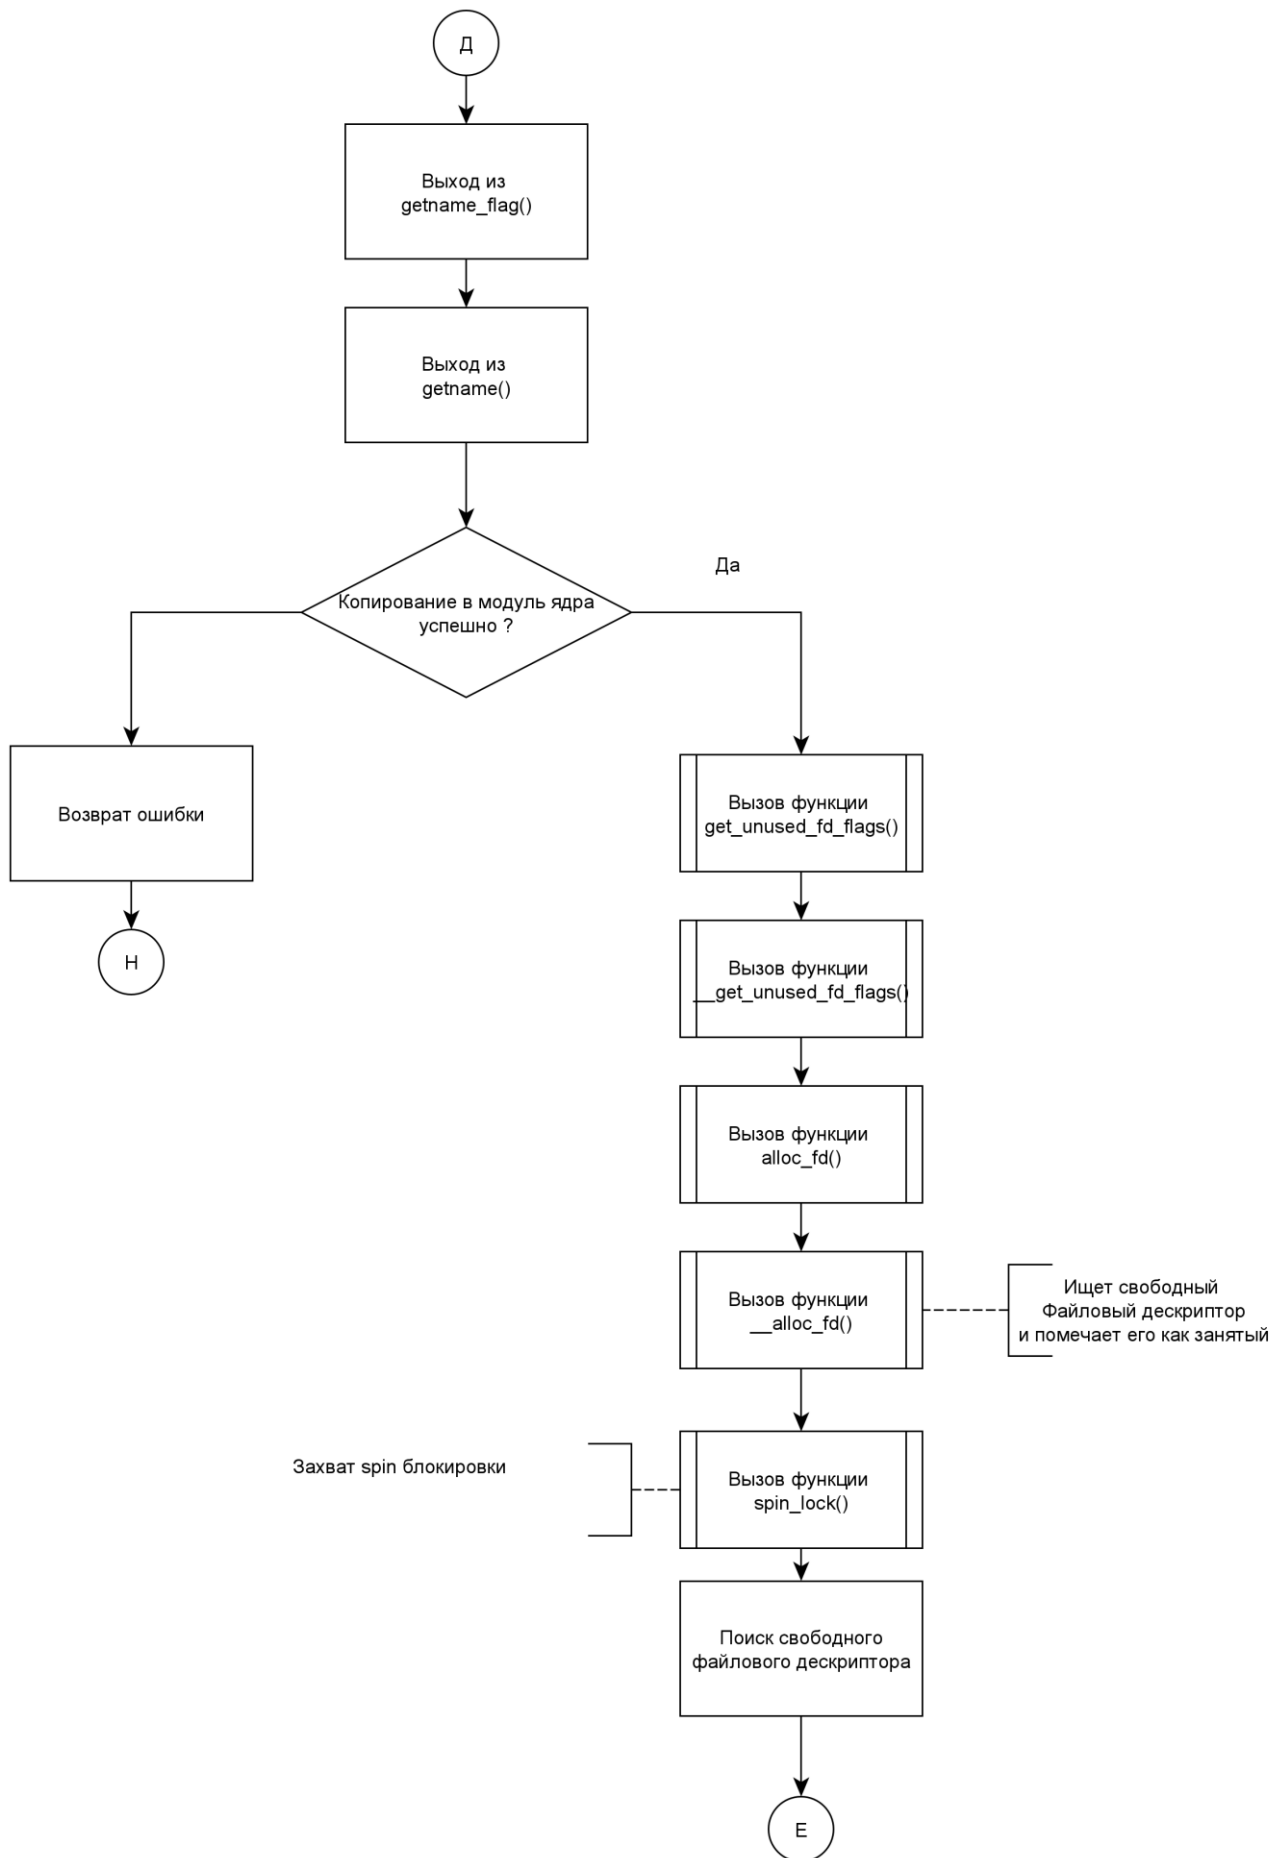 Д
Выход из
getname_flag()
Выход из
getname()
Да
Копирование в модуль ядра
успешно ?
Возврат ошибки
Н
Вызов функции
get_unused_fd_flags()
Вызов функции
__get_unused_fd_flags()
Вызов функции
alloc_fd()
Вызов функции
__alloc_fd()
Ищет свободный
Файловый дескриптор
и помечает его как занятый
Захват spin блокировки
Вызов функции
spin_lock()
Поиск свободного
файлового дескриптора
Е